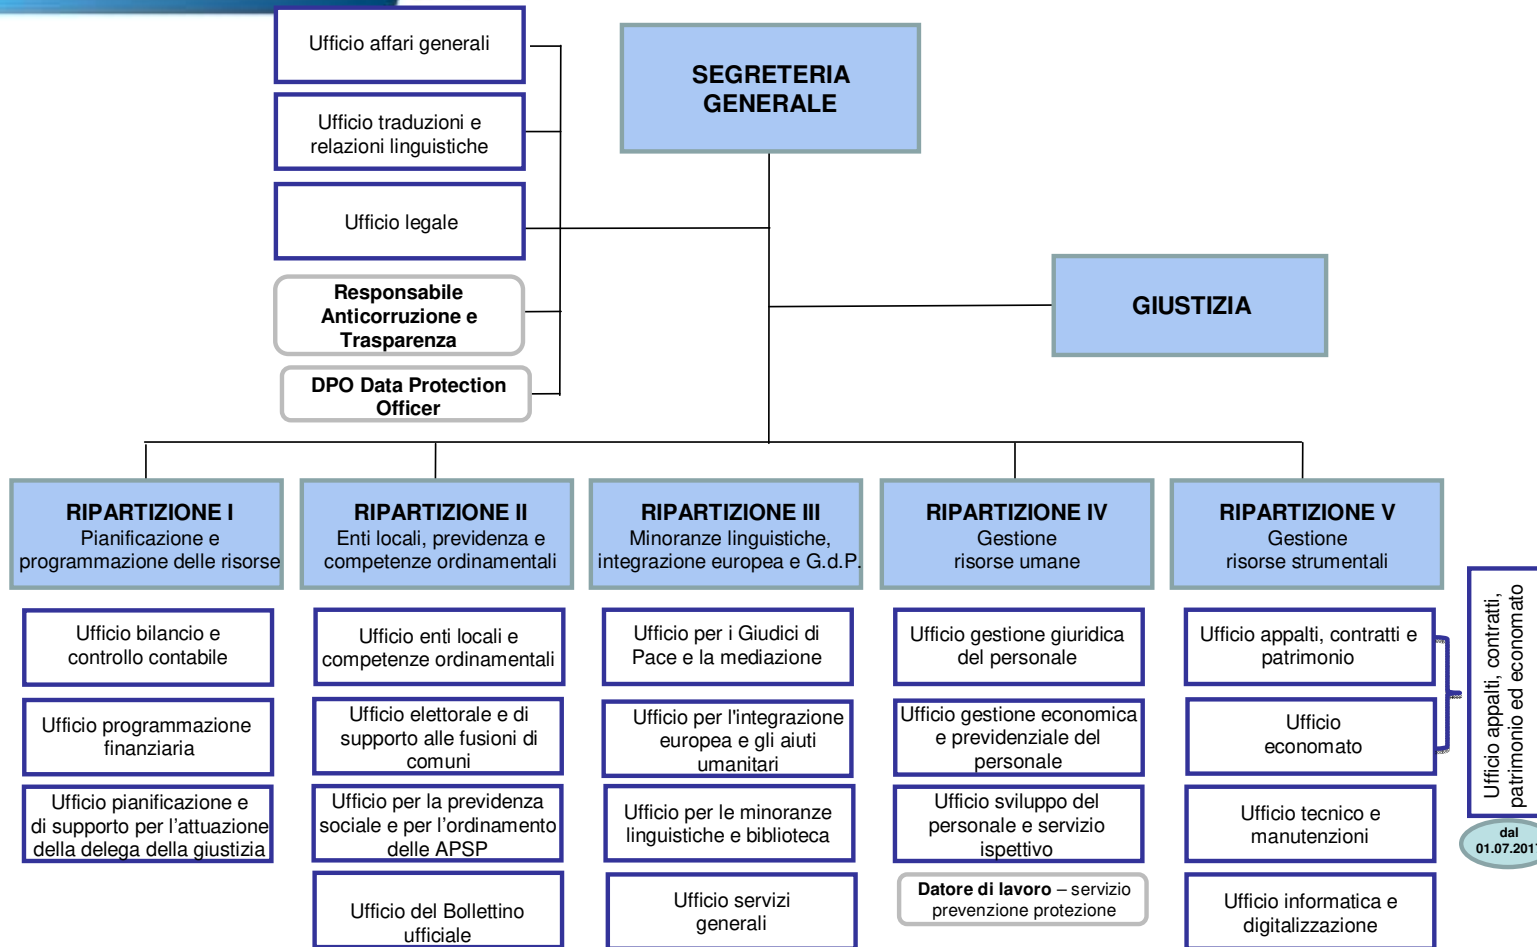 Ufficio affari generali
SEGRETERIA
GENERALE
Ufficio traduzioni e
relazioni linguistiche
Ufficio legale
Responsabile
Anticorruzione e
Trasparenza
GIUSTIZIA
DPO Data Protection
Officer
RIPARTIZIONE I
Pianificazione e
programmazione delle risorse
RIPARTIZIONE II
Enti locali, previdenza e
competenze ordinamentali
RIPARTIZIONE III
Minoranze linguistiche,
integrazione europea e G.d.P.
RIPARTIZIONE IV
Gestione
risorse umane
RIPARTIZIONE V
Gestione
risorse strumentali
Ufficio bilancio e
controllo contabile
Ufficio programmazione
finanziaria
Ufficio pianificazione e
di supporto per l'attuazione
della delega della giustizia
Ufficio enti locali e
competenze ordinamentali
Ufficio elettorale e di
supporto alle fusioni di
comuni
Ufficio per la previdenza
sociale e per l'ordinamento
delle APSP
Ufficio del Bollettino
ufficiale
Ufficio per i Giudici di
Pace e la mediazione
Ufficio per l'integrazione
europea e gli aiuti
umanitari
Ufficio per le minoranze
linguistiche e biblioteca
Ufficio servizi
generali
Ufficio gestione giuridica
del personale
Ufficio gestione economica
e previdenziale del
personale
Ufficio sviluppo del
personale e servizio
ispettivo
Datore di lavoro – servizio
prevenzione protezione
Ufficio appalti, contratti e
patrimonio
Ufficio
economato
Ufficio tecnico e
manutenzioni
Ufficio informatica e
digitalizzazione
Ufficio appalti, contratti,
patrimonio ed economato
dal
01.07.2017